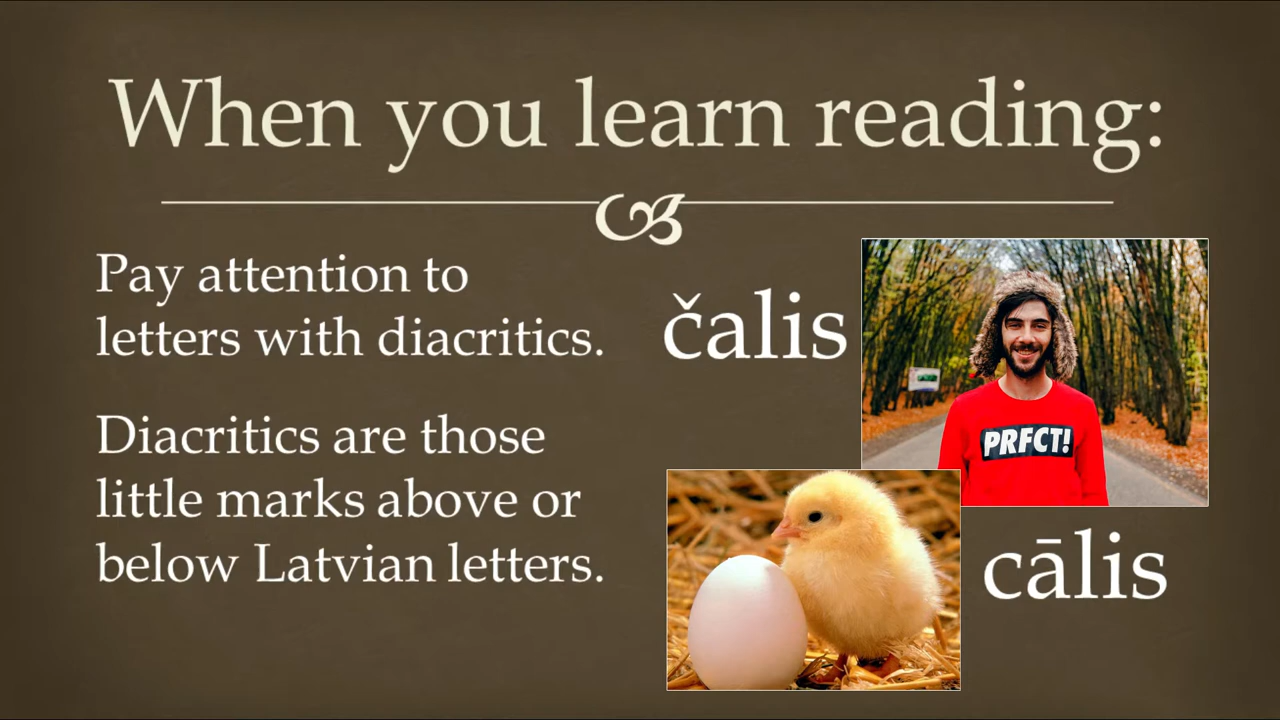 When you learn reading:
Pay attention to
letters with diacritics.
Diacritics are those
little marks above or
below Latvian letters.
čalis
PRFCT!
cālis